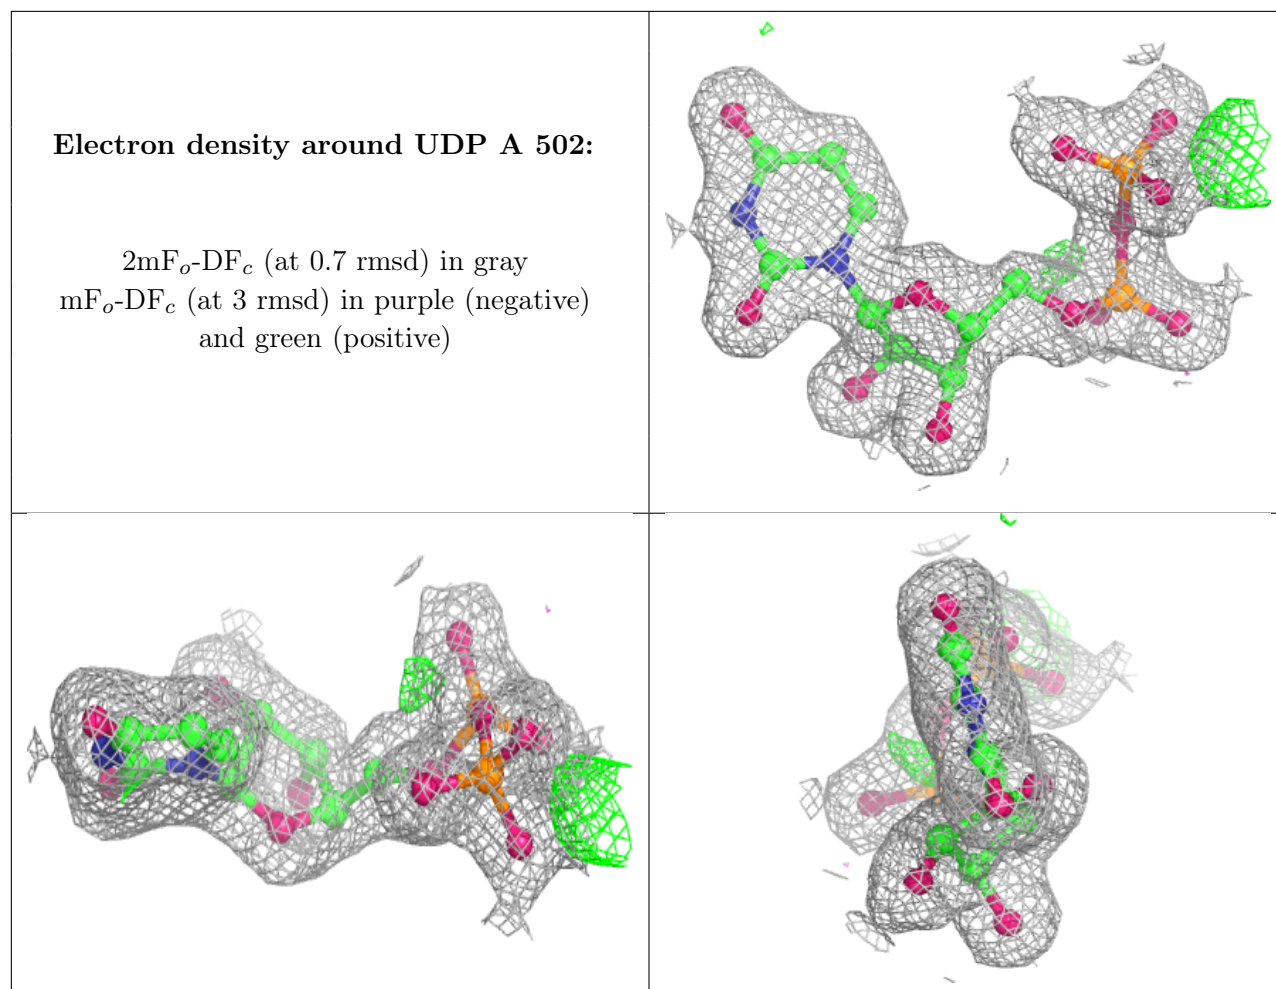 Electron density around UDP A 502:
2mFo-DFc (at 0.7 rmsd) in gray
mFo-DFc (at 3 rmsd) in purple (negative)
and green (positive)